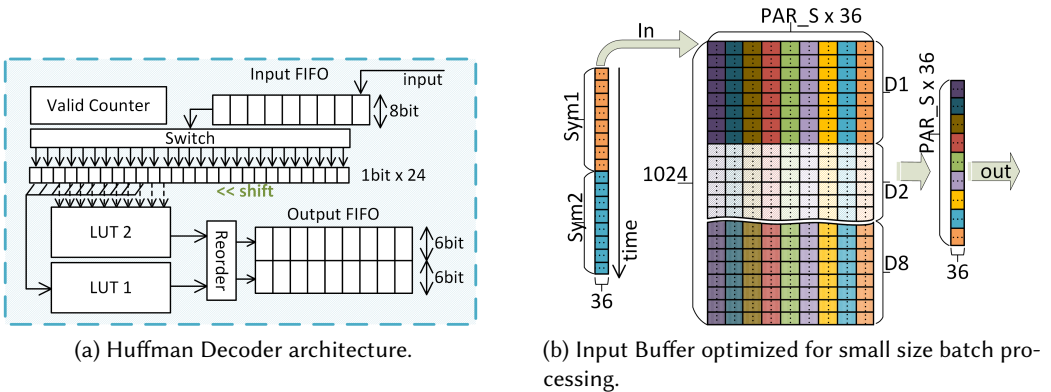 Input FIFO
input
Valid Counter
8bit
Switch
1bit x 24
<< shift
LUT 2
LUT 1
Reorder
Output FIFO
6bit
6bit
(a) Huffman Decoder architecture.
In
PAR_S x 36
Sym1
Sym2
time
36
1024
D1
D2
D8
PAR_S x 36
out
36
(b) Input Buffer optimized for small size batch pro-
cessing.